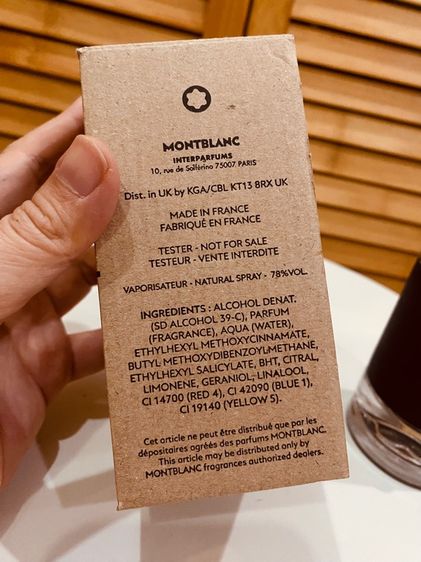 MONTBLANC
INTERPARFUMS
10, rue de Solférino 75007 PARIS
Dist. in UK by KGA/CBL KT13 8RX UK
MADE IN FRANCE
FABRIQUÉ EN FRANCE
TESTER - NOT FOR SALE
TESTEUR - VENTE INTERDITE
VAPORISATEUR - NATURAL SPRAY - 78%VOL.
INGREDIENTS : ALCOHOL DENAT.
(SD ALCOHOL 39-C), PARFUM
(FRAGRANCE), AQUA (WATER),
ETHYLHEXYL METHOXYCINNAMATE,
BUTYL METHOXYDIBENZOYLMETHANE,
ETHYLHEXYL SALICYLATE, BHT, CITRAL,
LIMONENE, GERANIOL, LINALOOL,
CI 14700 (RED 4), CI 42090 (BLUE 1),
CI 19140 (YELLOW 5).
Cet article ne peut être distribué que par les
dépositaires agréés des parfums MONTBLANC.
This article may be distributed only by
MONTBLANC fragrances authorized dealers.